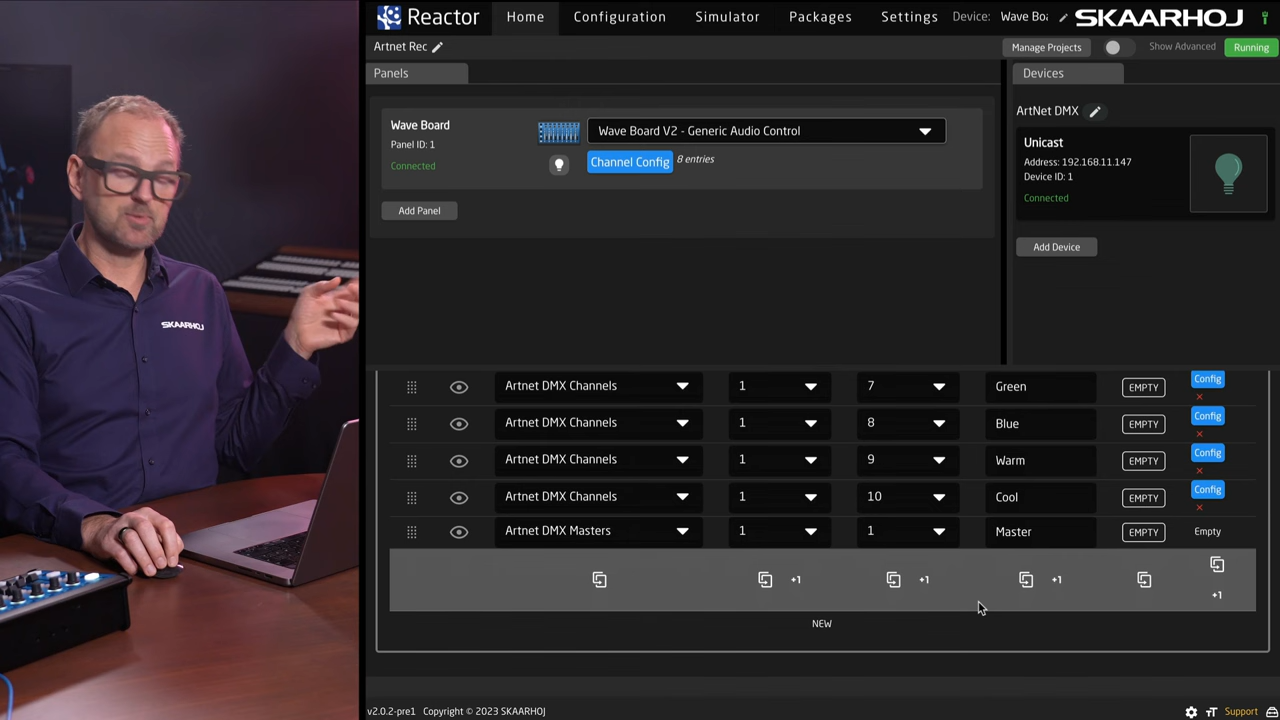 Reactor
Home
Configuration
Simulator
Packages
Settings
Device: Wave Boa
SKAARHOJ
Artnet Rec
Manage Projects
Show Advanced
Running
Panels
Wave Board
Panel ID: 1
Connected
Wave Board V2 - Generic Audio Control
Channel Config
8 entries
Add Panel
Devices
ArtNet DMX
Unicast
Address: 192.168.11.147
Device ID: 1
Connected
Add Device
SKAARHOJ
Artnet DMX Channels 1 7 Green EMPTY Config
Artnet DMX Channels 1 8 Blue EMPTY Config
Artnet DMX Channels 1 9 Warm EMPTY Config
Artnet DMX Channels 1 10 Cool EMPTY Config
Artnet DMX Masters 1 1 Master EMPTY Empty
+1 +1 +1
+1
NEW
v2.0.2-pre1 Copyright © 2023 SKAARHOJ
Support